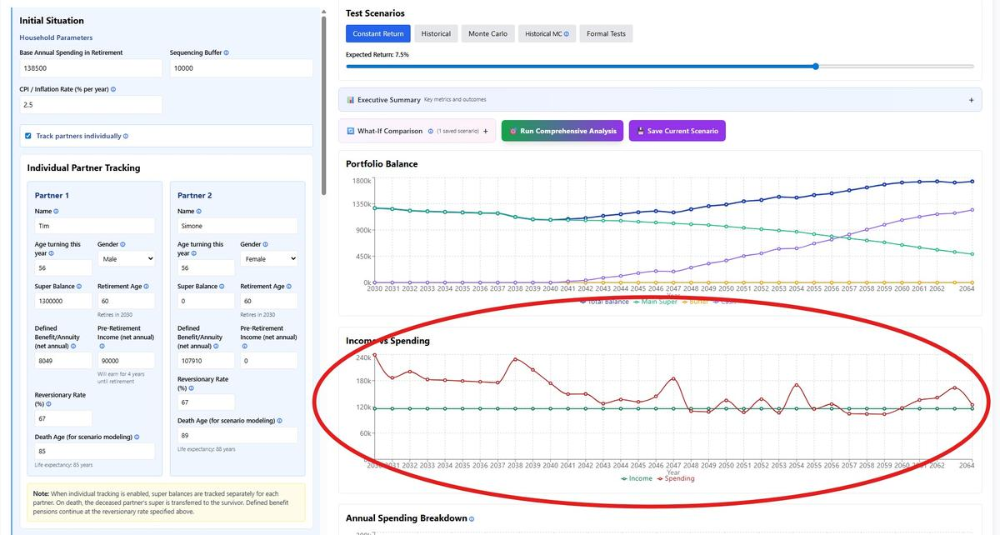 Initial Situation
Household Parameters
Base Annual Spending in Retirement
Sequencing Buffer
138500
10000
CPI / Inflation Rate (% per year)
2.5
Track partners individually
Individual Partner Tracking
Partner 1
Name
Tim
Age turning this year
Gender
56
Male
Super Balance
Retirement Age
1300000
60
Retires in 2030
Defined Benefit/Annuity (net annual)
Pre-Retirement Income (net annual)
8049
90000
Will earn for 4 years until retirement
Reversionary Rate (%)
67
Death Age (for scenario modeling)
85
Life expectancy: 85 years
Partner 2
Name
Simone
Age turning this year
Gender
56
Female
Super Balance
Retirement Age
0
60
Retires in 2030
Defined Benefit/Annuity (net annual)
Pre-Retirement Income (net annual)
107910
0
Reversionary Rate (%)
67
Death Age (for scenario modeling)
89
Life expectancy: 88 years
Note: When individual tracking is enabled, super balances are tracked separately for each
partner. On death, the deceased partner's super is transferred to the survivor. Defined benefit
pensions continue at the reversionary rate specified above.
Test Scenarios
Constant Return
Historical
Monte Carlo
Historical MC
Formal Tests
Expected Return: 7.5%
Executive Summary Key metrics and outcomes +
What-If Comparison (1 saved scenario) +
Run Comprehensive Analysis
Save Current Scenario
Portfolio Balance
1800k
1350k
900k
450k
0k
2030 2031 2032 2033 2034 2035 2036 2037 2038 2039 2040 2041 2042 2043 2044 2045 2046 2047 2048 2049 2050 2051 2052 2053 2054 2055 2056 2057 2058 2059 2060 2061 2062 2064
Year
Total Balance Main Super Buffer Cash
Income vs Spending
240k
180k
120k
60k
0k
2030 2031 2032 2033 2034 2035 2036 2037 2038 2039 2040 2041 2042 2043 2044 2045 2046 2047 2048 2049 2050 2051 2052 2053 2054 2055 2056 2057 2058 2059 2060 2061 2062 2064
Year
Income Spending
Annual Spending Breakdown